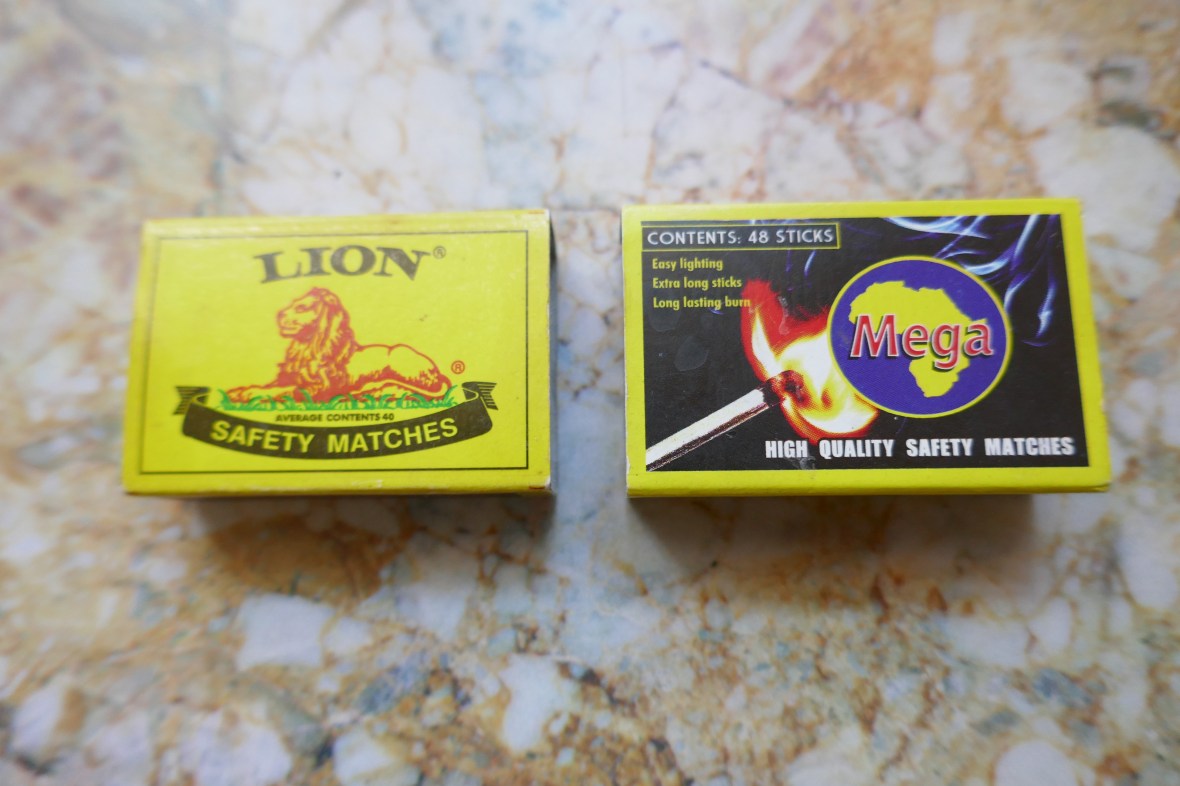 LION®
®
AVERAGE CONTENTS 40
SAFETY MATCHES
CONTENTS: 48 STICKS
Easy lighting
Extra long sticks
Long lasting burn
Mega
HIGH QUALITY SAFETY MATCHES